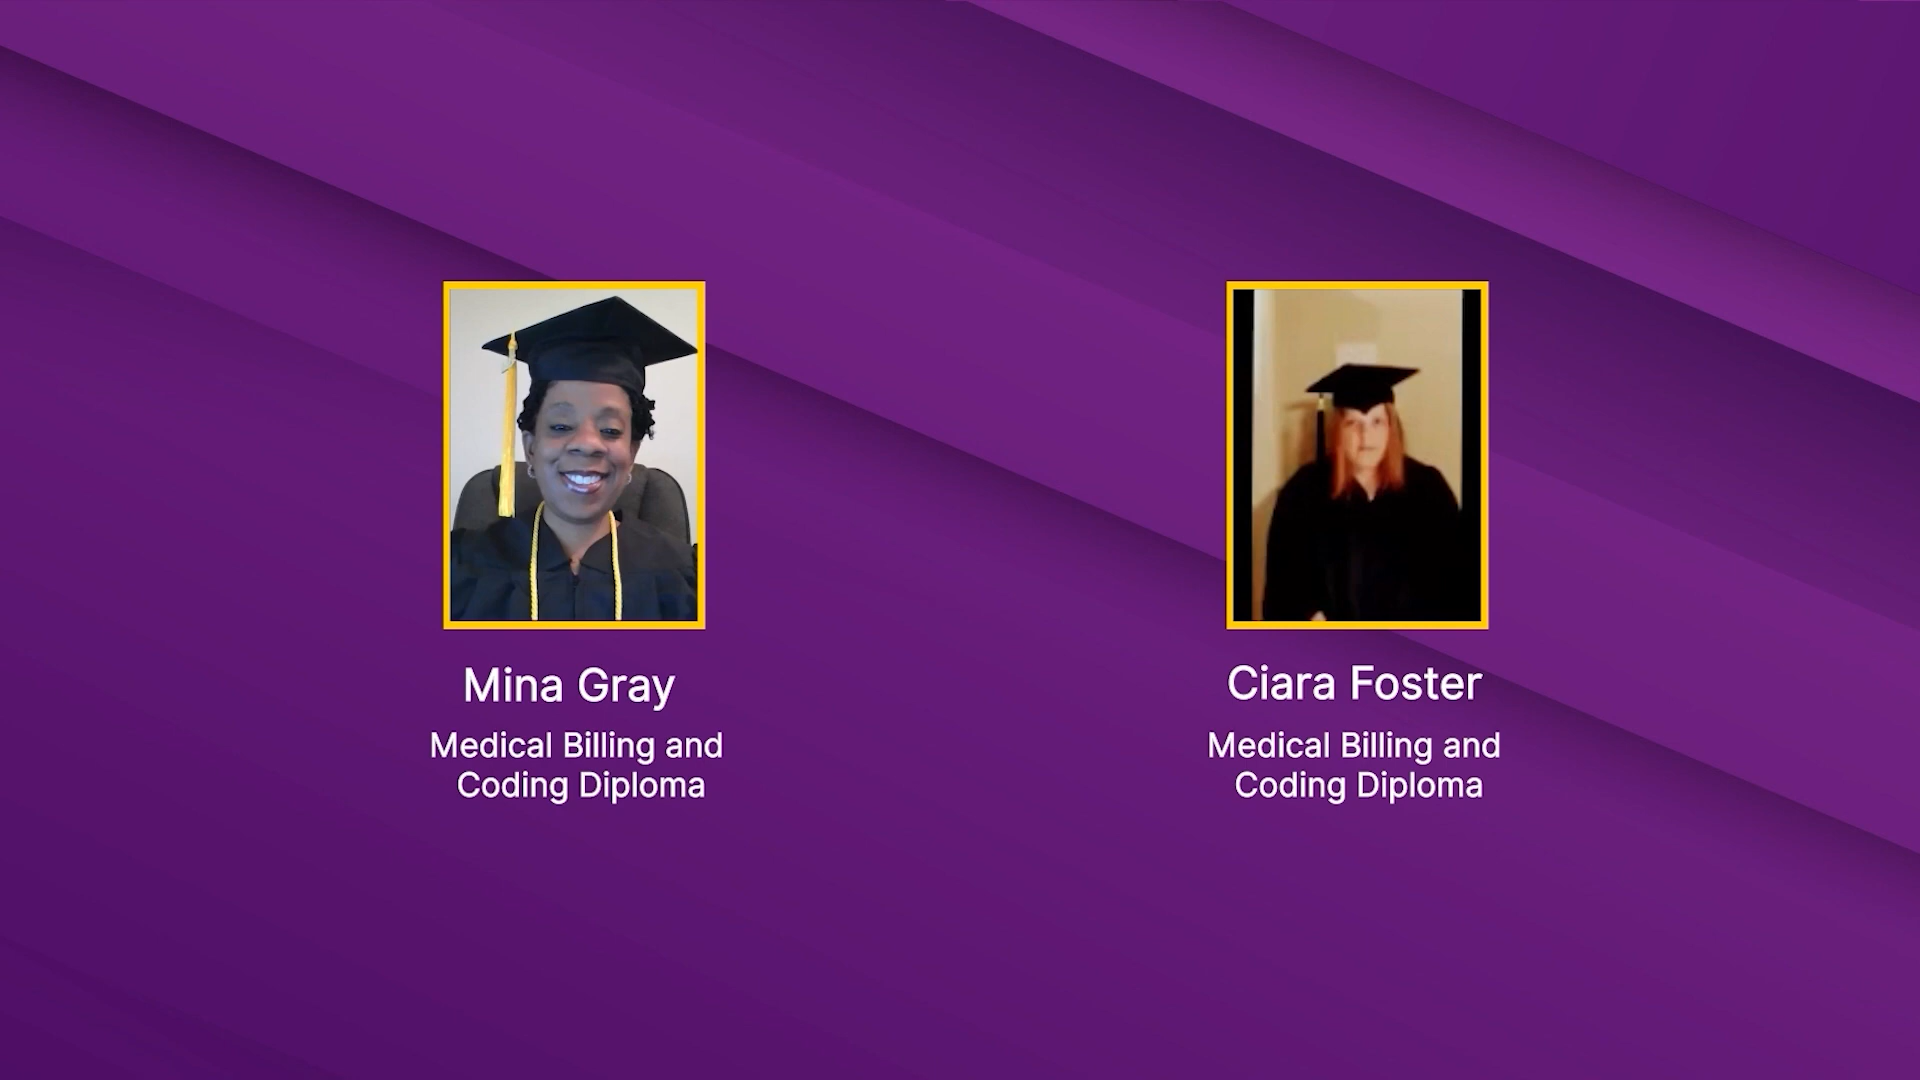 Mina Gray
Medical Billing and
Coding Diploma
Ciara Foster
Medical Billing and
Coding Diploma